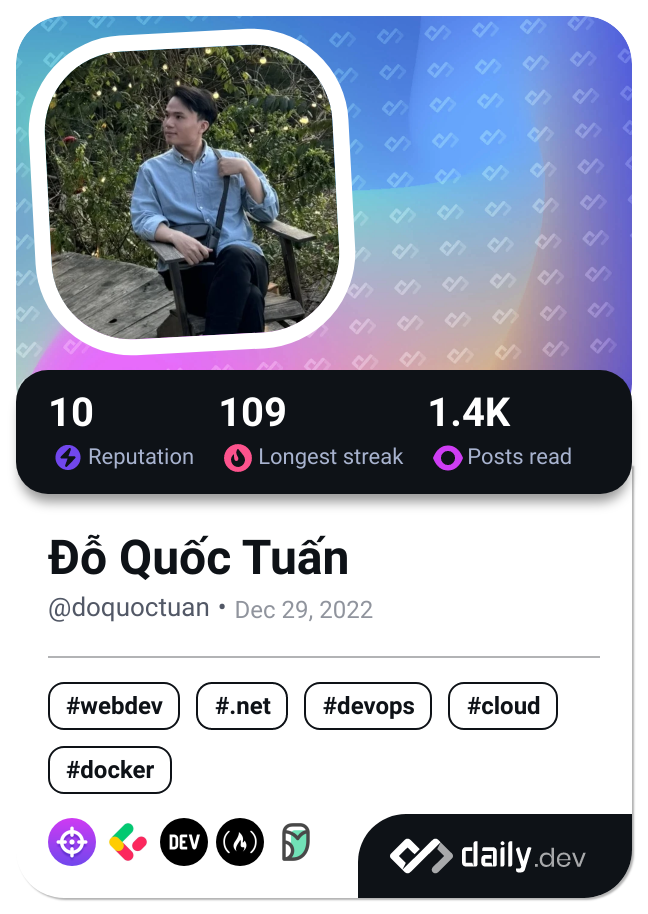 10 109 1.4K
Reputation Longest streak Posts read
Đỗ Quốc Tuấn
@doquoctuan • Dec 29, 2022
#webdev #.net #devops #cloud
#docker
DEV
daily.dev